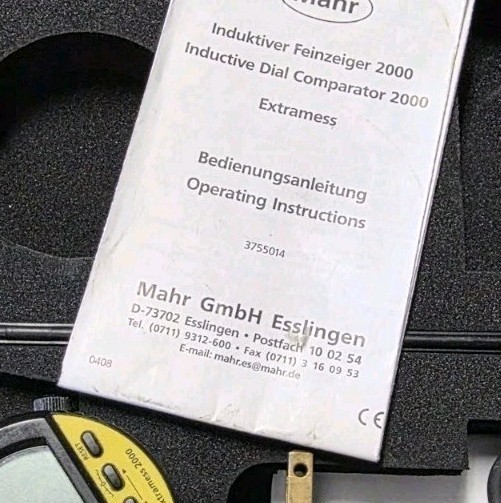 Mahr
Induktiver Feinzeiger 2000
Inductive Dial Comparator 2000
Extramess
Bedienungsanleitung
Operating Instructions
3755014
Mahr GmbH Esslingen
D-73702 Esslingen • Postfach 10 02 54
Tel. (0711) 9312-600 • Fax (0711) 3 16 09 53
E-mail: mahr.es@mahr.de
0408
CE
RESET
Extramess 2000